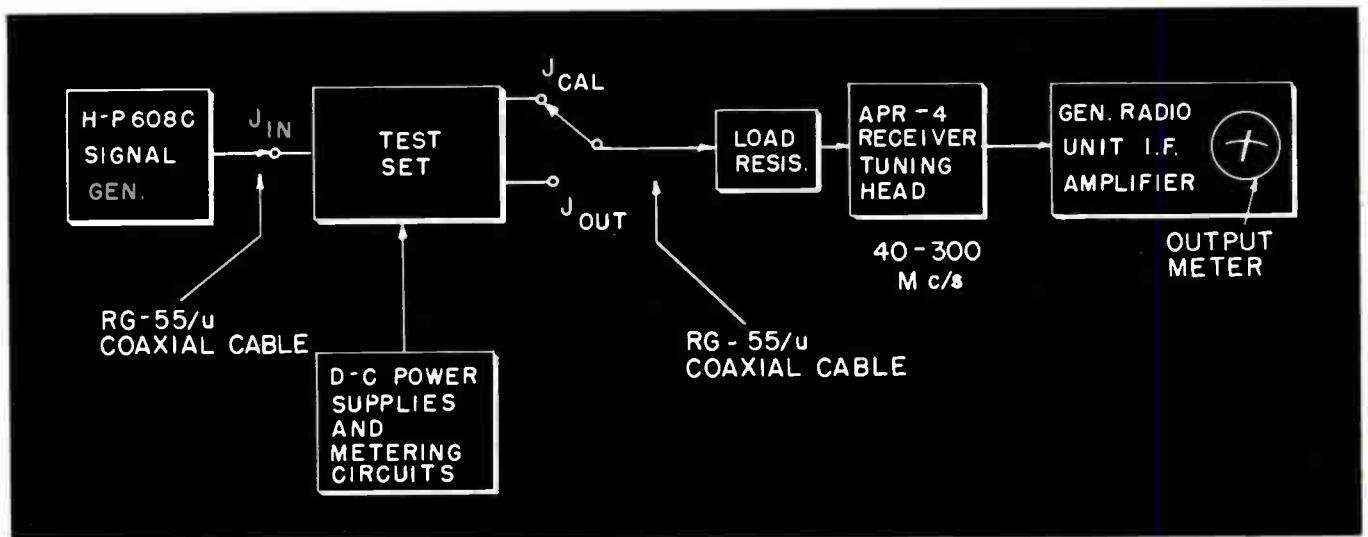 H-P 608C
SIGNAL
GEN.
J IN
TEST
SET
J CAL
J OUT
LOAD
RESIS.
APR-4
RECEIVER
TUNING
HEAD
40-300
M c/s
GEN. RADIO
UNIT I.F.
AMPLIFIER
OUTPUT
METER
RG-55/u
COAXIAL CABLE
D-C POWER
SUPPLIES
AND
METERING
CIRCUITS
RG-55/u
COAXIAL CABLE